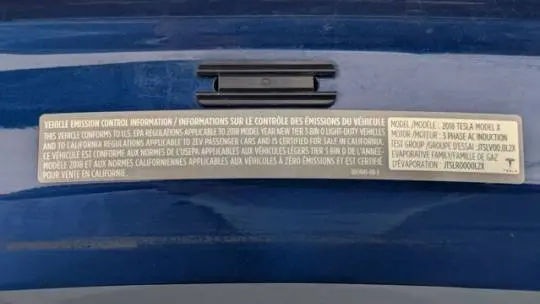 VEHICLE EMISSION CONTROL INFORMATION / INFORMATIONS SUR LE CONTRÔLE DES ÉMISSIONS DU VÉHICULE
THIS VEHICLE CONFORMS TO U.S. EPA REGULATIONS APPLICABLE TO 2018 MODEL YEAR NEW TIER 3 BIN 0 LIGHT-DUTY VEHICLES
AND TO CALIFORNIA REGULATIONS APPLICABLE TO ZEV PASSENGER CARS AND IS CERTIFIED FOR SALE IN CALIFORNIA.
CE VÉHICULE EST CONFORME AUX NORMES DE L'USEPA APPLICABLES AUX VÉHICULES LÉGERS TIER 3 BIN 0 DE L'ANNÉE-
MODÈLE 2018 ET AUX NORMES CALIFORNIENNES APPLICABLES AUX VÉHICULES À ZÉRO ÉMISSIONS ET EST CERTIFIÉ
POUR VENTE EN CALIFORNIE.
MODEL/MODÈLE : 2018 TESLA MODEL X
MOTOR/MOTEUR : 3 PHASE AC INDUCTION
TEST GROUP/GROUPE D'ESSAI : JTSLV00.0L2X
EVAPORATIVE FAMILY/FAMILLE DE GAZ
D'ÉVAPORATION : JTSLR0000L2X
TESLA